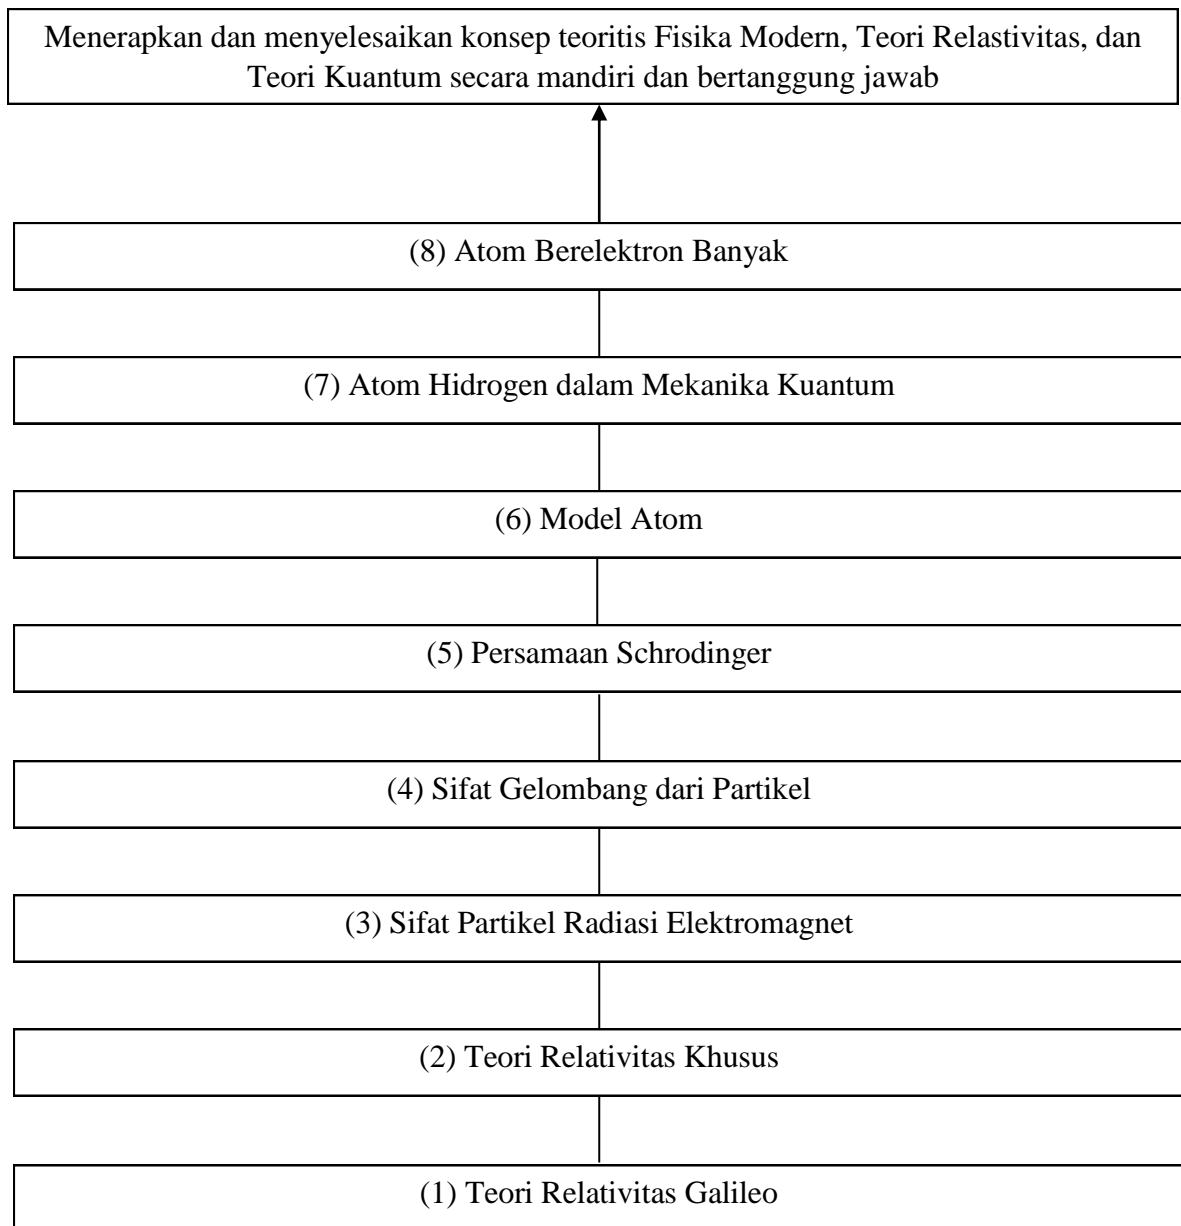 Menerapkan dan menyelesaikan konsep teoritis Fisika Modern, Teori Relastivitas, dan
Teori Kuantum secara mandiri dan bertanggung jawab
(8) Atom Berelektron Banyak
(7) Atom Hidrogen dalam Mekanika Kuantum
(6) Model Atom
(5) Persamaan Schrodinger
(4) Sifat Gelombang dari Partikel
(3) Sifat Partikel Radiasi Elektromagnet
(2) Teori Relativitas Khusus
(1) Teori Relativitas Galileo